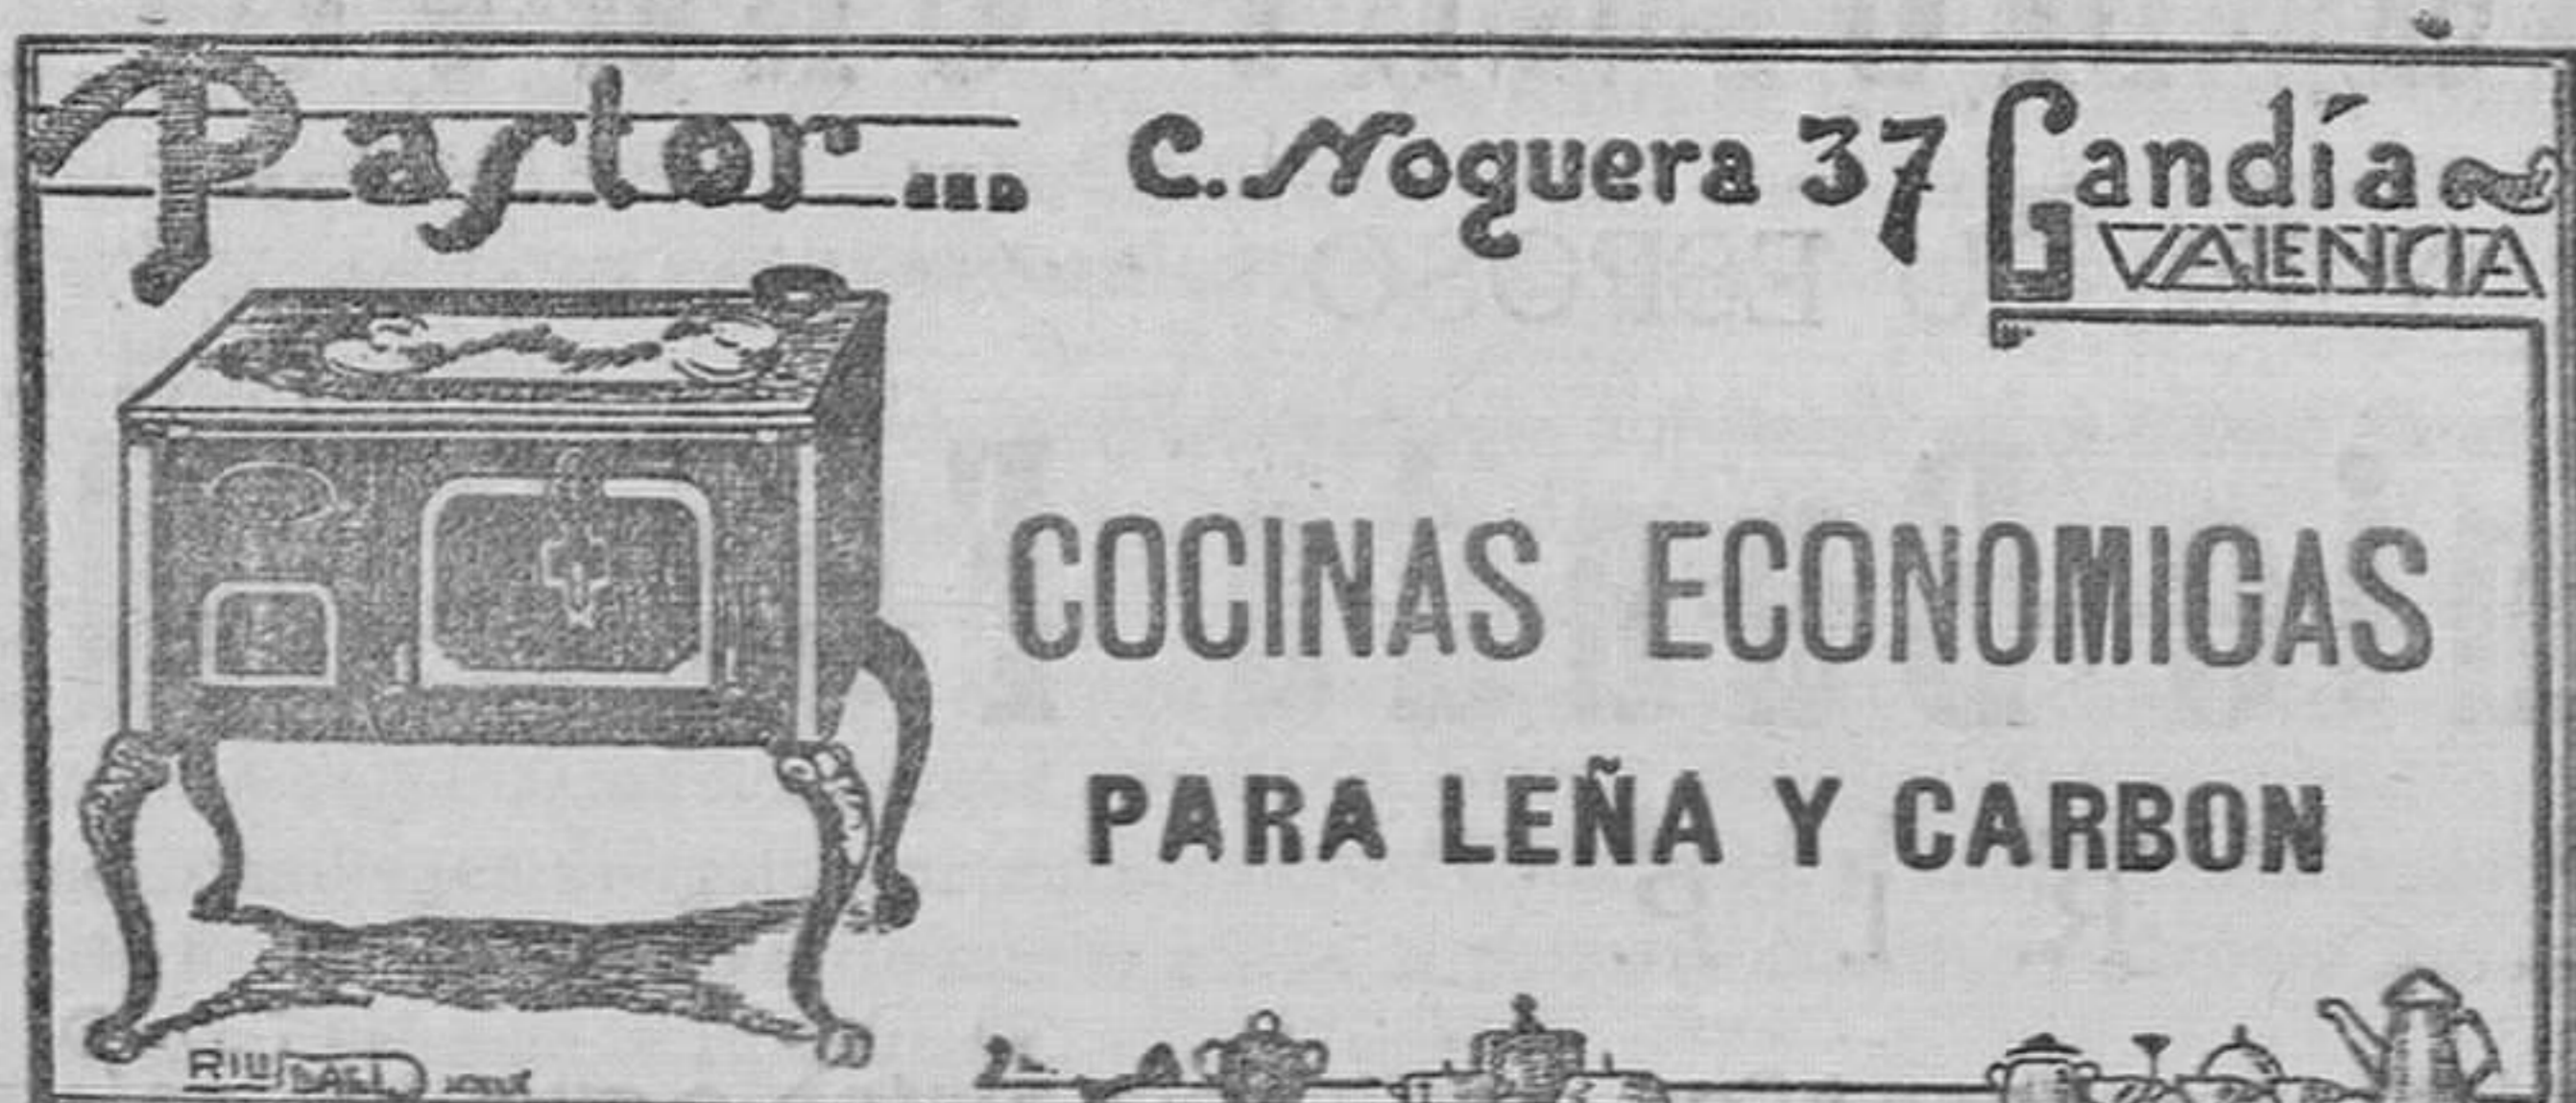 Pastor... C. Noguera 37 Gandía
VALENCIA
COCINAS ECONOMICAS
PARA LEÑA Y CARBON